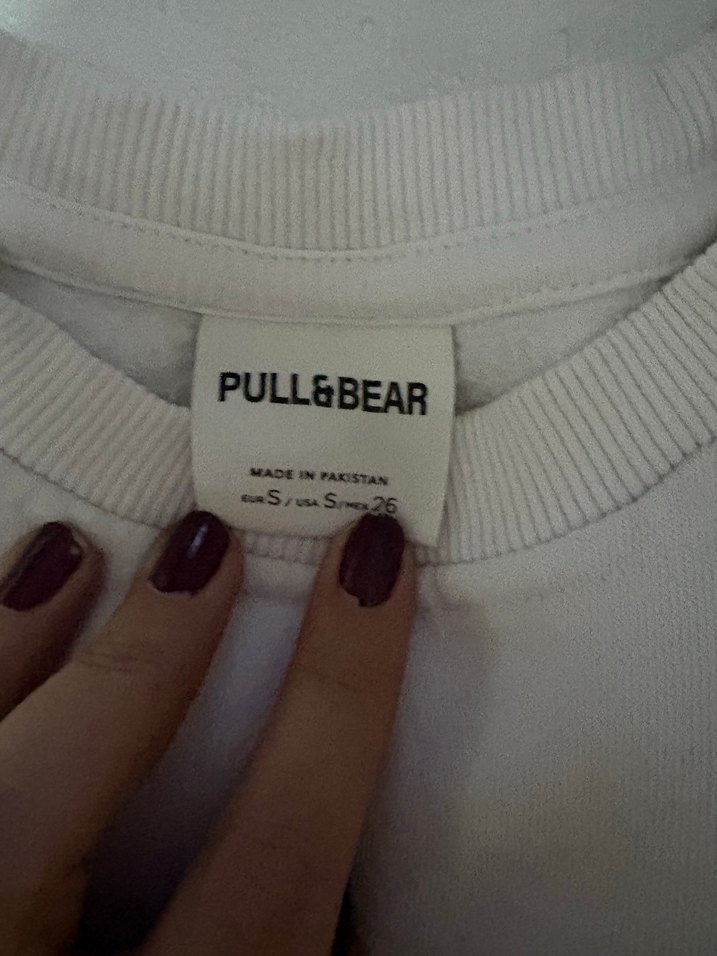 PULL&BEAR
MADE IN PAKISTAN
EUR S / USA S / MEX 26